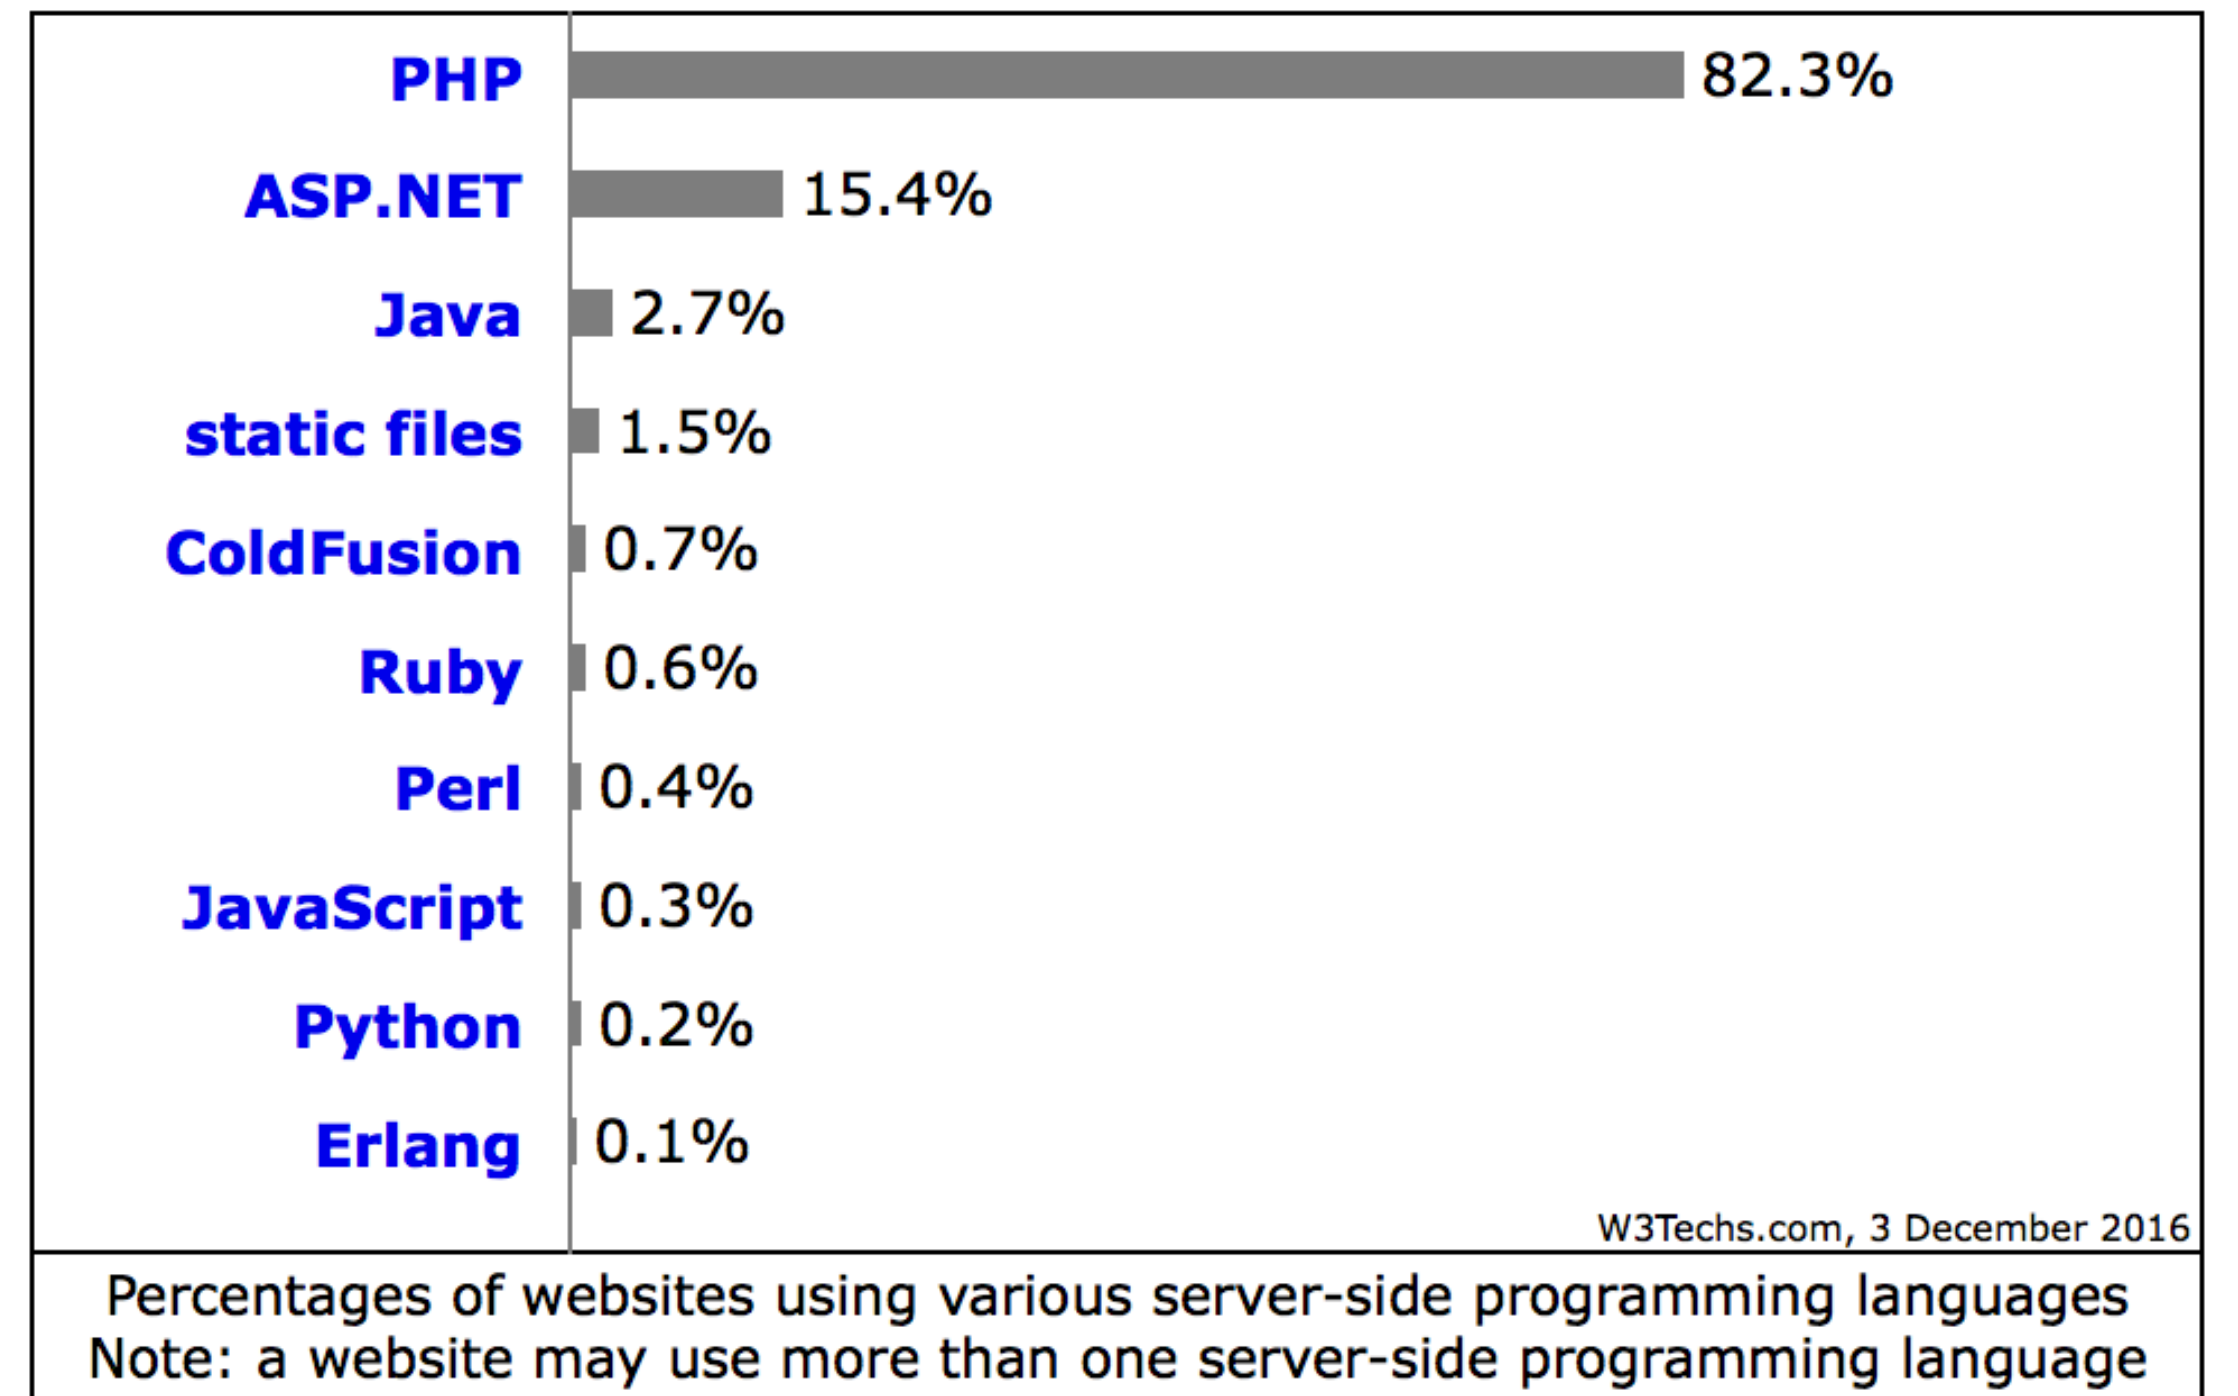 PHP 82.3%
ASP.NET 15.4%
Java 2.7%
static files 1.5%
ColdFusion 0.7%
Ruby 0.6%
Perl 0.4%
JavaScript 0.3%
Python 0.2%
Erlang 0.1%
W3Techs.com, 3 December 2016
Percentages of websites using various server-side programming languages
Note: a website may use more than one server-side programming language